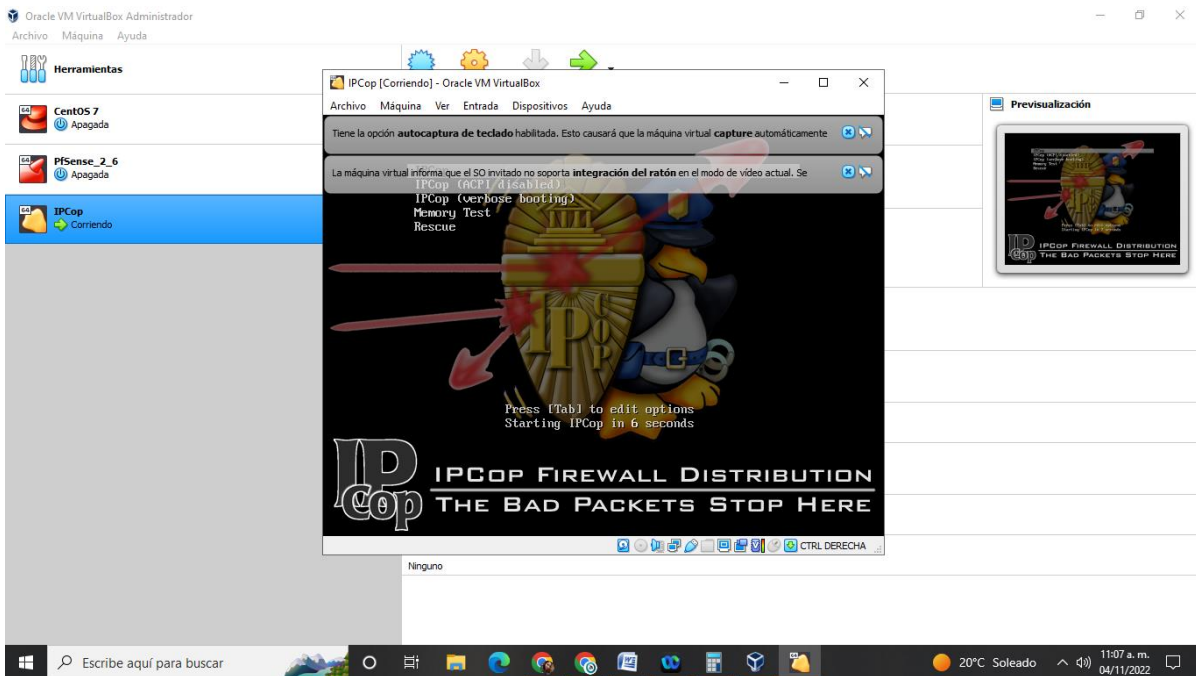 Oracle VM VirtualBox Administrador
Archivo Máquina Ayuda
Herramientas
CentOS 7
Apagada
PfSense_2_6
Apagada
IPCop
Corriendo
IPCop [Corriendo] - Oracle VM VirtualBox
Archivo Máquina Ver Entrada Dispositivos Ayuda
Tiene la opción autocaptura de teclado habilitada. Esto causará que la máquina virtual capture automáticamente
La máquina virtual informa que el SO invitado no soporta integración del ratón en el modo de vídeo actual. Se
IPCop (ACPI disabled)
IPCop (verbose booting)
Memory Test
Rescue
IP COP
Press [Tab] to edit options
Starting IPCop in 6 seconds
IP Cop
IPCop Firewall Distribution
The Bad Packets Stop Here
CTRL DERECHA
Previsualización
IPCop Firewall Distribution
The Bad Packets Stop Here
Ninguno
Escribe aquí para buscar
20°C Soleado
11:07 a. m.
04/11/2022